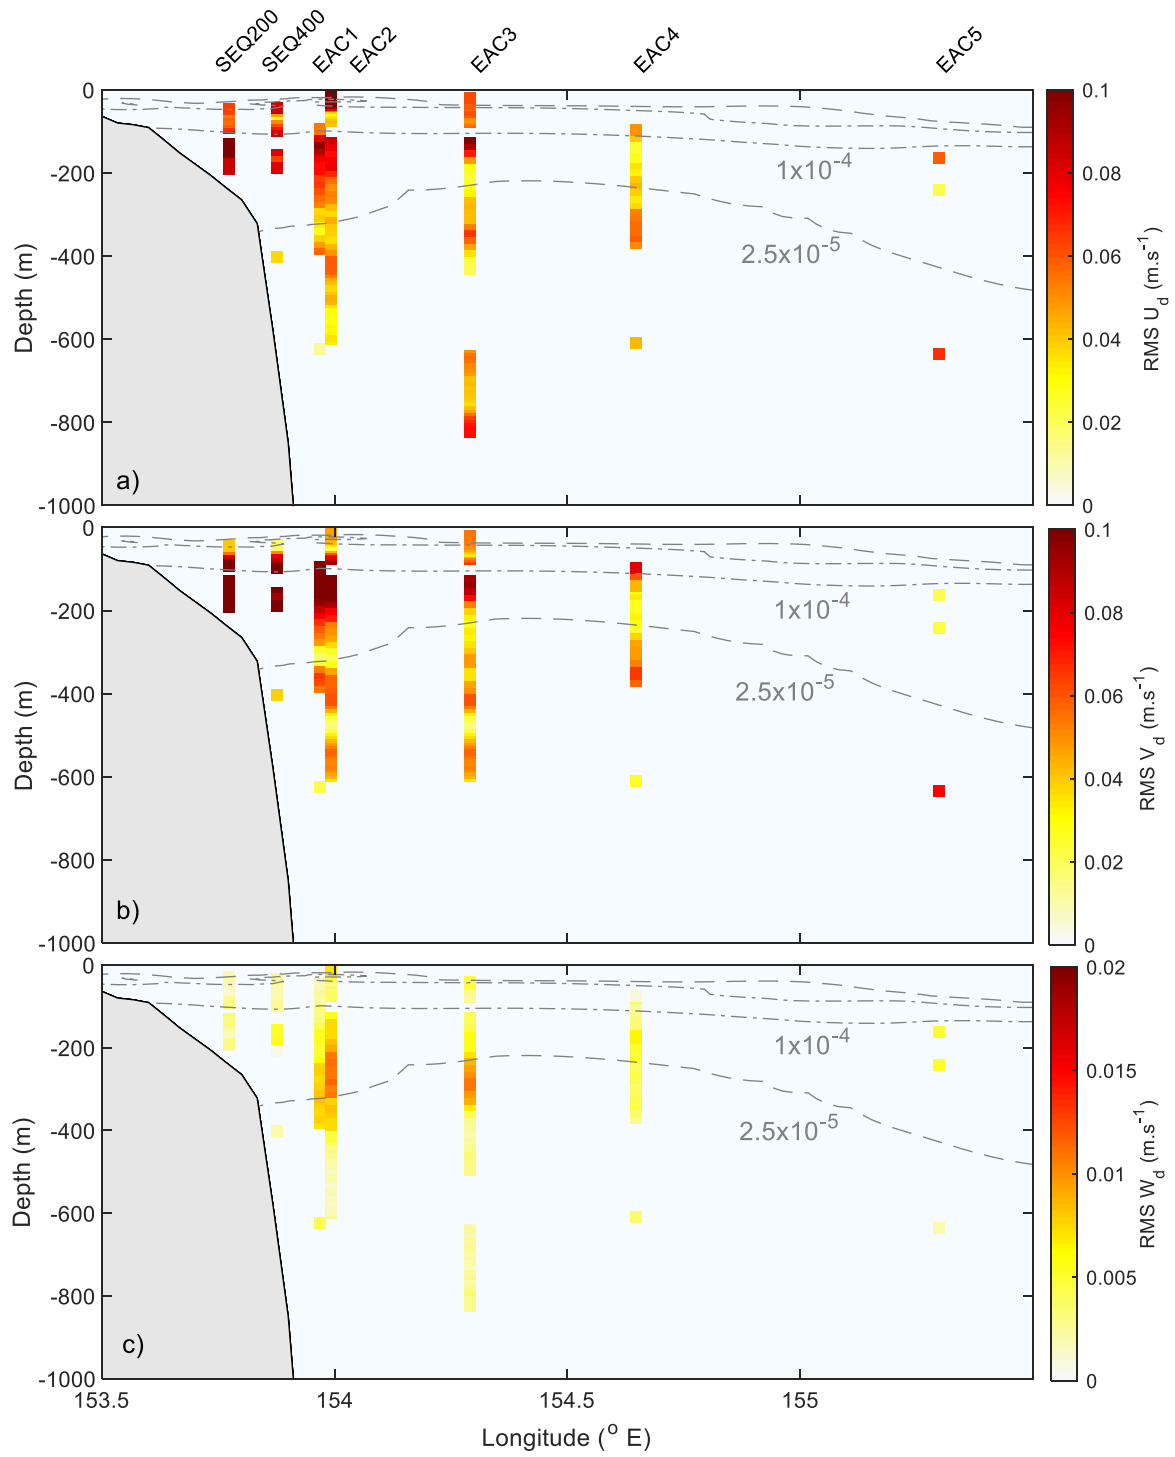 SEQ200 SEQ400 EAC1 EAC2 EAC3 EAC4 EAC5
0
-200
-400
-600
-800
-1000
Depth (m)
a)
1x10⁻⁴
2.5x10⁻⁵
0.1
0.08
0.06
0.04
0.02
0
RMS U_d (m.s⁻¹)
0
-200
-400
-600
-800
-1000
Depth (m)
b)
1x10⁻⁴
2.5x10⁻⁵
0.1
0.08
0.06
0.04
0.02
0
RMS V_d (m.s⁻¹)
0
-200
-400
-600
-800
-1000
Depth (m)
c)
1x10⁻⁴
2.5x10⁻⁵
0.02
0.015
0.01
0.005
0
RMS W_d (m.s⁻¹)
153.5 154 154.5 155
Longitude (° E)